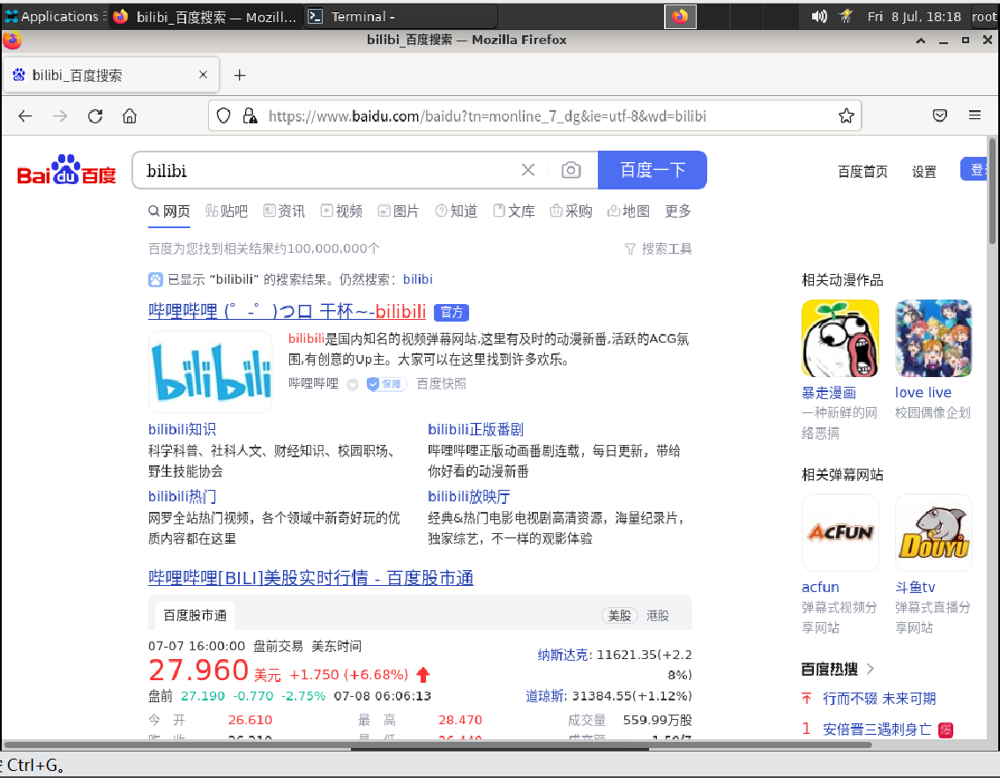 Applications
bilibi_百度搜索 — Mozill...
Terminal -
Fri 8 Jul, 18:18
root
bilibi_百度搜索 — Mozilla Firefox
bilibi_百度搜索
https://www.baidu.com/baidu?tn=monline_7_dg&ie=utf-8&wd=bilibi
Bai du 百度
bilibi
百度一下
百度首页
设置
登
网页 贴吧 资讯 视频 图片 知道 文库 采购 地图 更多
百度为您找到相关结果约100,000,000个
搜索工具
已显示 “bilibili” 的搜索结果。仍然搜索：bilibi
哔哩哔哩 (゜-゜)つロ 干杯~-bilibili 官方
bilibili
bilibili是国内知名的视频弹幕网站,这里有及时的动漫新番,活跃的ACG氛
围,有创意的Up主。大家可以在这里找到许多欢乐。
哔哩哔哩 保障 百度快照
bilibili知识
科学科普、社科人文、财经知识、校园职场、
野生技能协会
bilibili正版番剧
哔哩哔哩正版动画番剧连载，每日更新，带给
你好看的动漫新番
bilibili热门
网罗全站热门视频，各个领域中新奇好玩的优
质内容都在这里
bilibili放映厅
经典&热门电影电视剧高清资源，海量纪录片，
独家综艺，不一样的观影体验
哔哩哔哩[BILI]美股实时行情 - 百度股市通
百度股市通
美股 港股
07-07 16:00:00 盘前交易 美东时间
27.960 美元 +1.750 (+6.68%)
盘前 27.190 -0.770 -2.75% 07-08 06:06:13
纳斯达克: 11621.35(+2.2
8%)
道琼斯: 31384.55(+1.12%)
今 开 26.610 最 高 28.470 成交量 559.99万股
相关动漫作品
暴走漫画
一种新鲜的网
络恶搞
love live
校园偶像企划
相关弹幕网站
ACFUN
DOUYU
acfun
弹幕式视频分
享网站
斗鱼tv
弹幕式直播分
享网站
百度热搜
行而不辍 未来可期
1 安倍晋三遇刺身亡 爆
Ctrl+G。